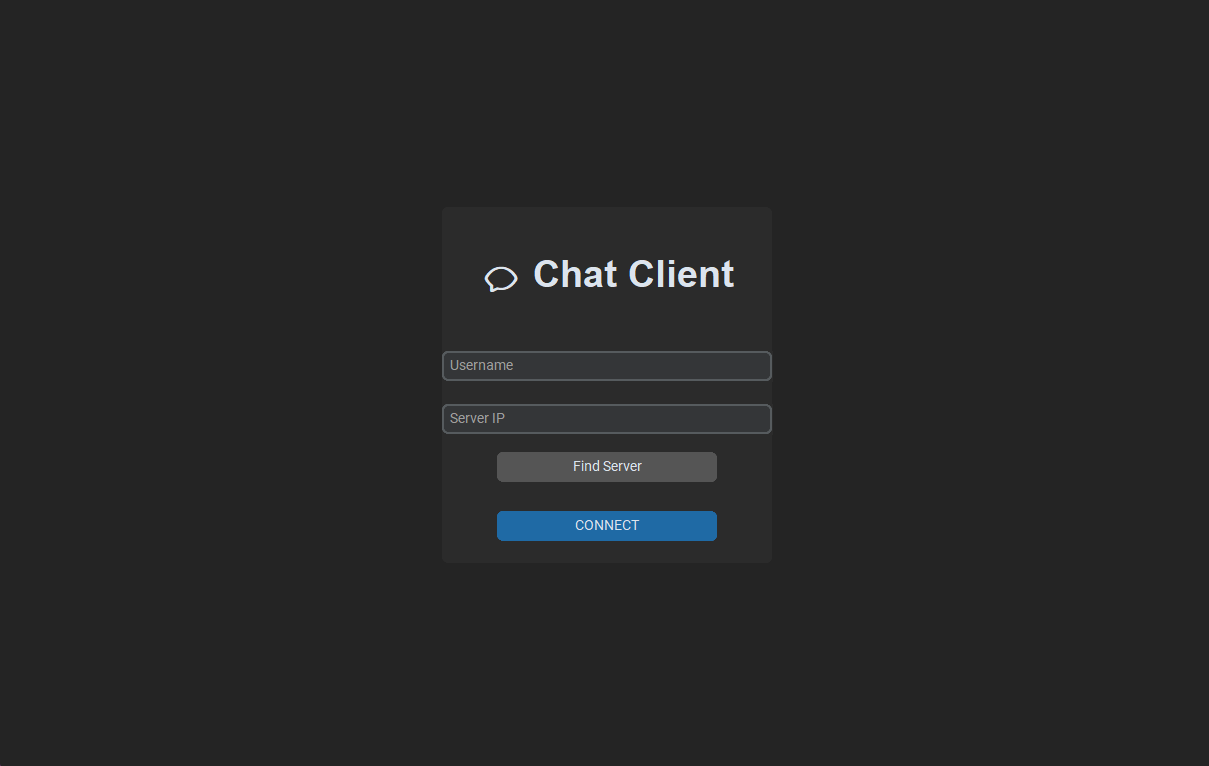 Chat Client
Username
Server IP
Find Server
CONNECT